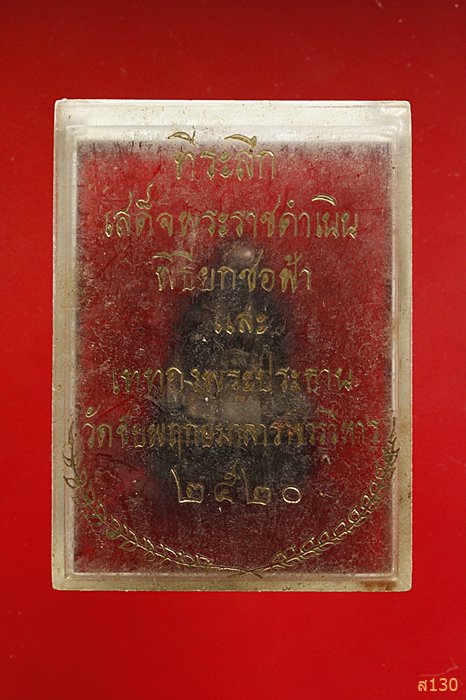 ที่ระลึก
เสด็จพระราชดำเนิน
พิธียกช่อฟ้า
และ
เททองพระประธาน
วัดชัยพฤกษมาลาราชวรวิหาร
๒๕๒๐
ส130